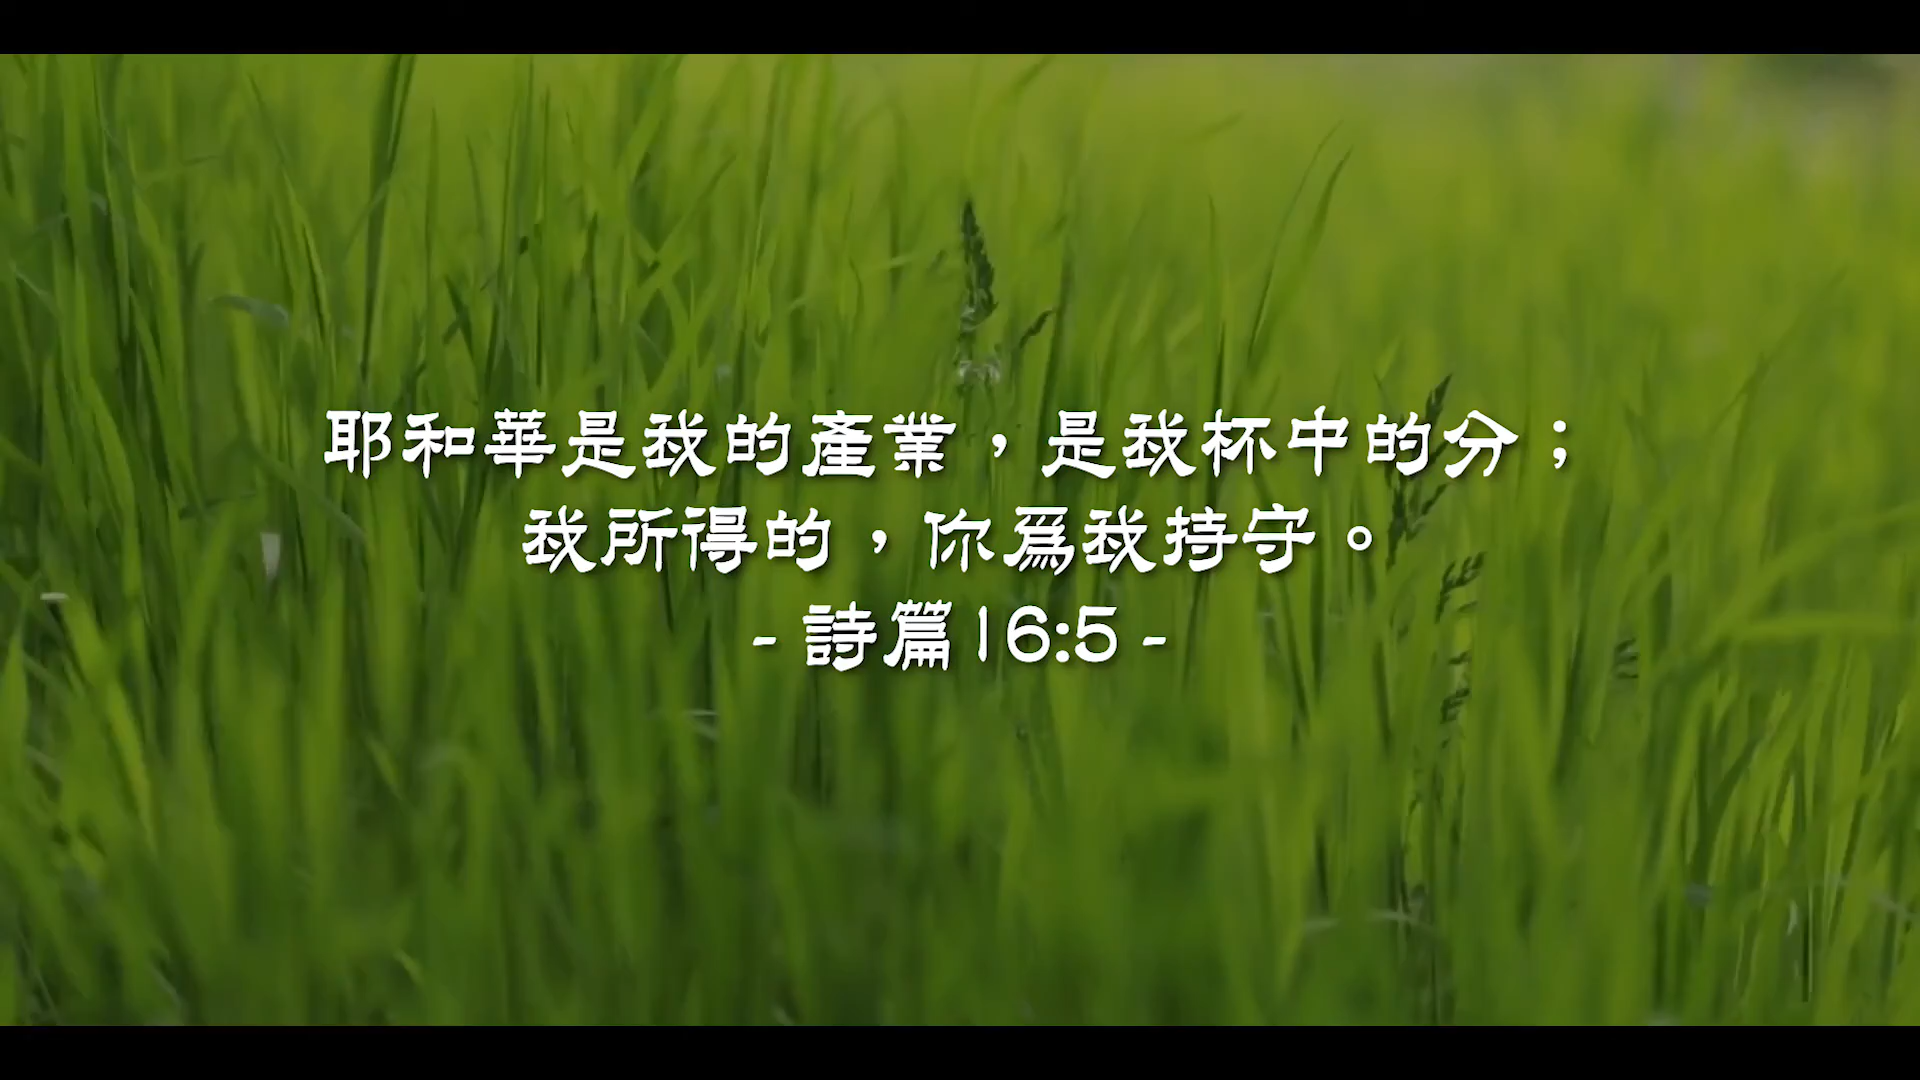 耶和華是我的產業，是我杯中的分；
我所得的，你爲我持守。
- 詩篇16:5 -